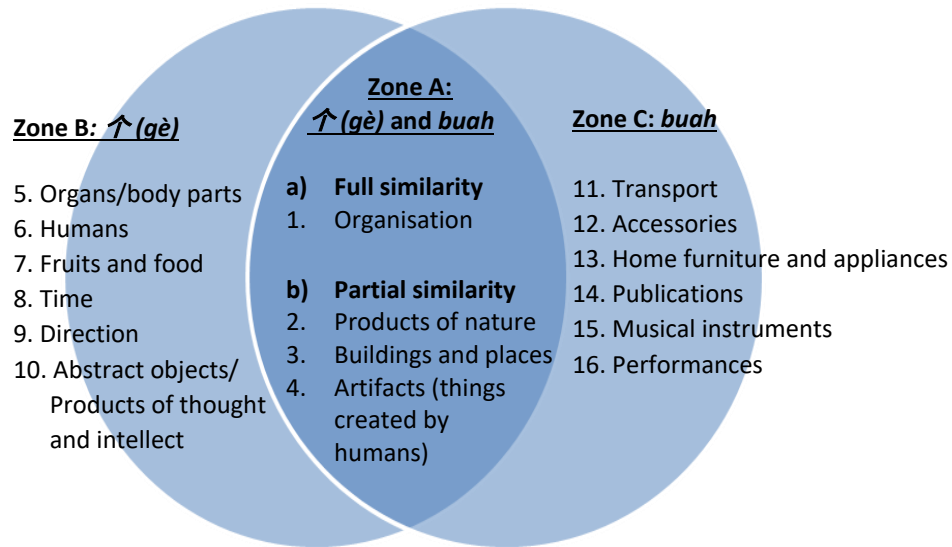 Zone B: 个 (gè)
5. Organs/body parts
6. Humans
7. Fruits and food
8. Time
9. Direction
10. Abstract objects/
Products of thought
and intellect
Zone A:
个 (gè) and buah
a) Full similarity
1. Organisation
b) Partial similarity
2. Products of nature
3. Buildings and places
4. Artifacts (things
created by
humans)
Zone C: buah
11. Transport
12. Accessories
13. Home furniture and appliances
14. Publications
15. Musical instruments
16. Performances